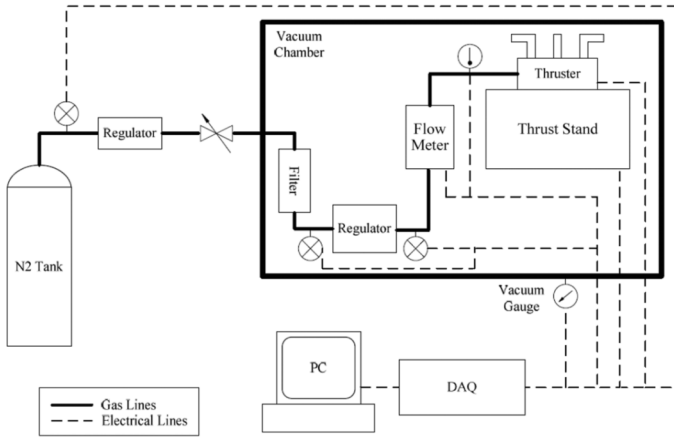 Vacuum
Chamber
Thruster
Regulator
Flow
Meter
Thrust Stand
Filter
Regulator
N2 Tank
Vacuum
Gauge
PC
DAQ
Gas Lines
Electrical Lines